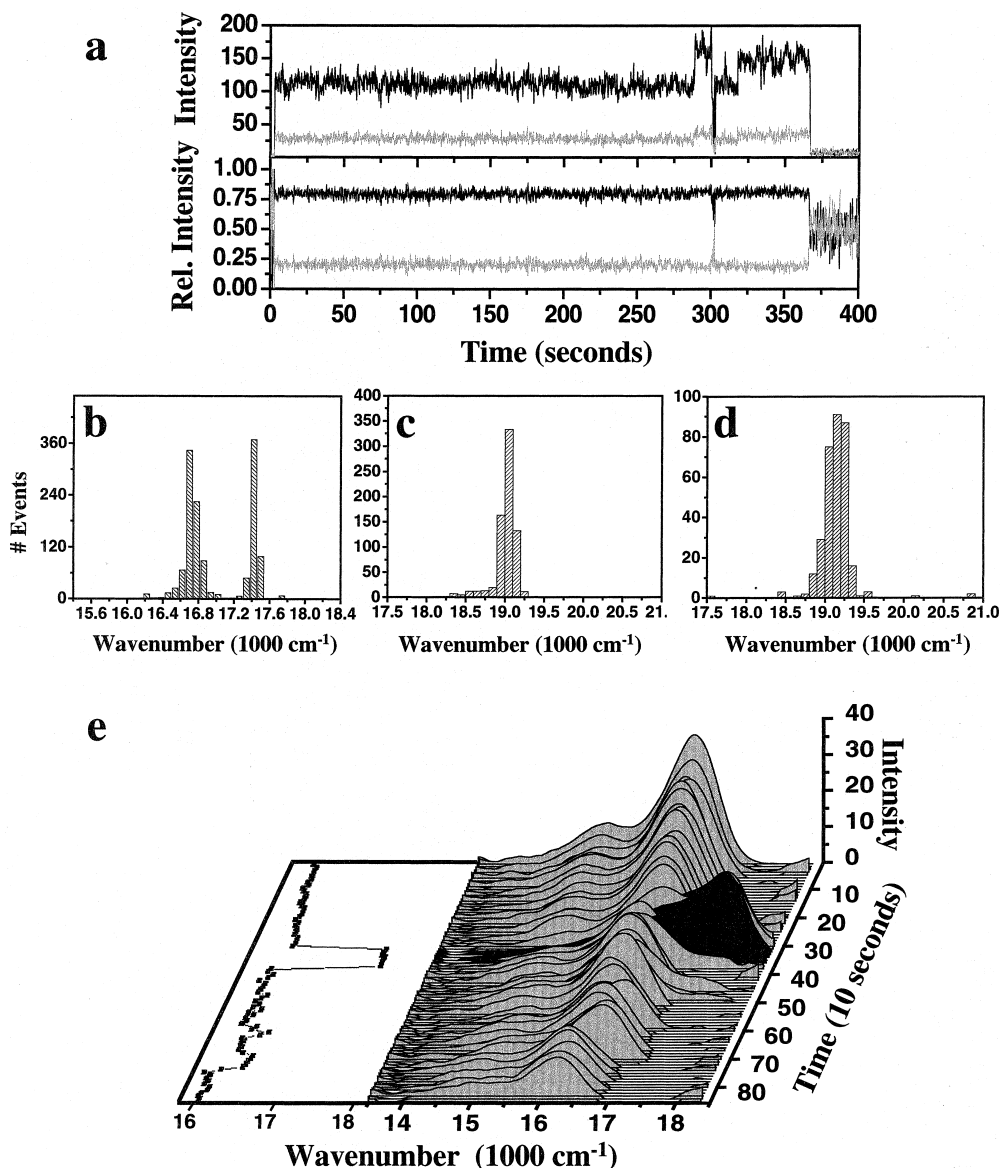 a
Intensity
200
150
100
50
Rel. Intensity
1.00
0.75
0.50
0.25
0.00
0 50 100 150 200 250 300 350 400
Time (seconds)
b
# Events
360
240
120
0
15.6 16.0 16.4 16.8 17.2 17.6 18.0 18.4
Wavenumber (1000 cm-1)
c
400
350
300
250
200
150
100
50
0
17.5 18.0 18.5 19.0 19.5 20.0 20.5 21.
Wavenumber (1000 cm-1)
d
100
80
60
40
20
0
17.5 18.0 18.5 19.0 19.5 20.0 20.5 21.0
Wavenumber (1000 cm-1)
e
40
30
20
10
0
Intensity
10
20
30
40
50
60
70
80
Time (10 seconds)
16 17 18 14 15 16 17 18
Wavenumber (1000 cm-1)